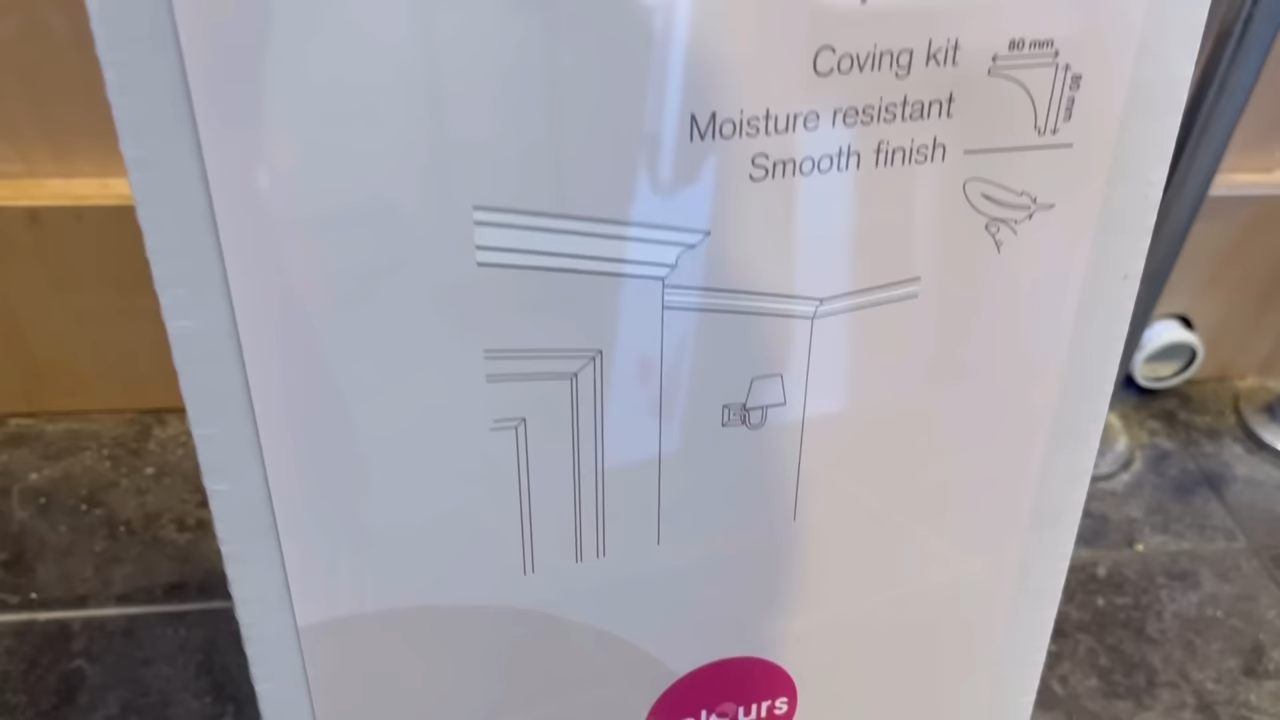 Coving kit
80 mm
80 mm
Moisture resistant
Smooth finish